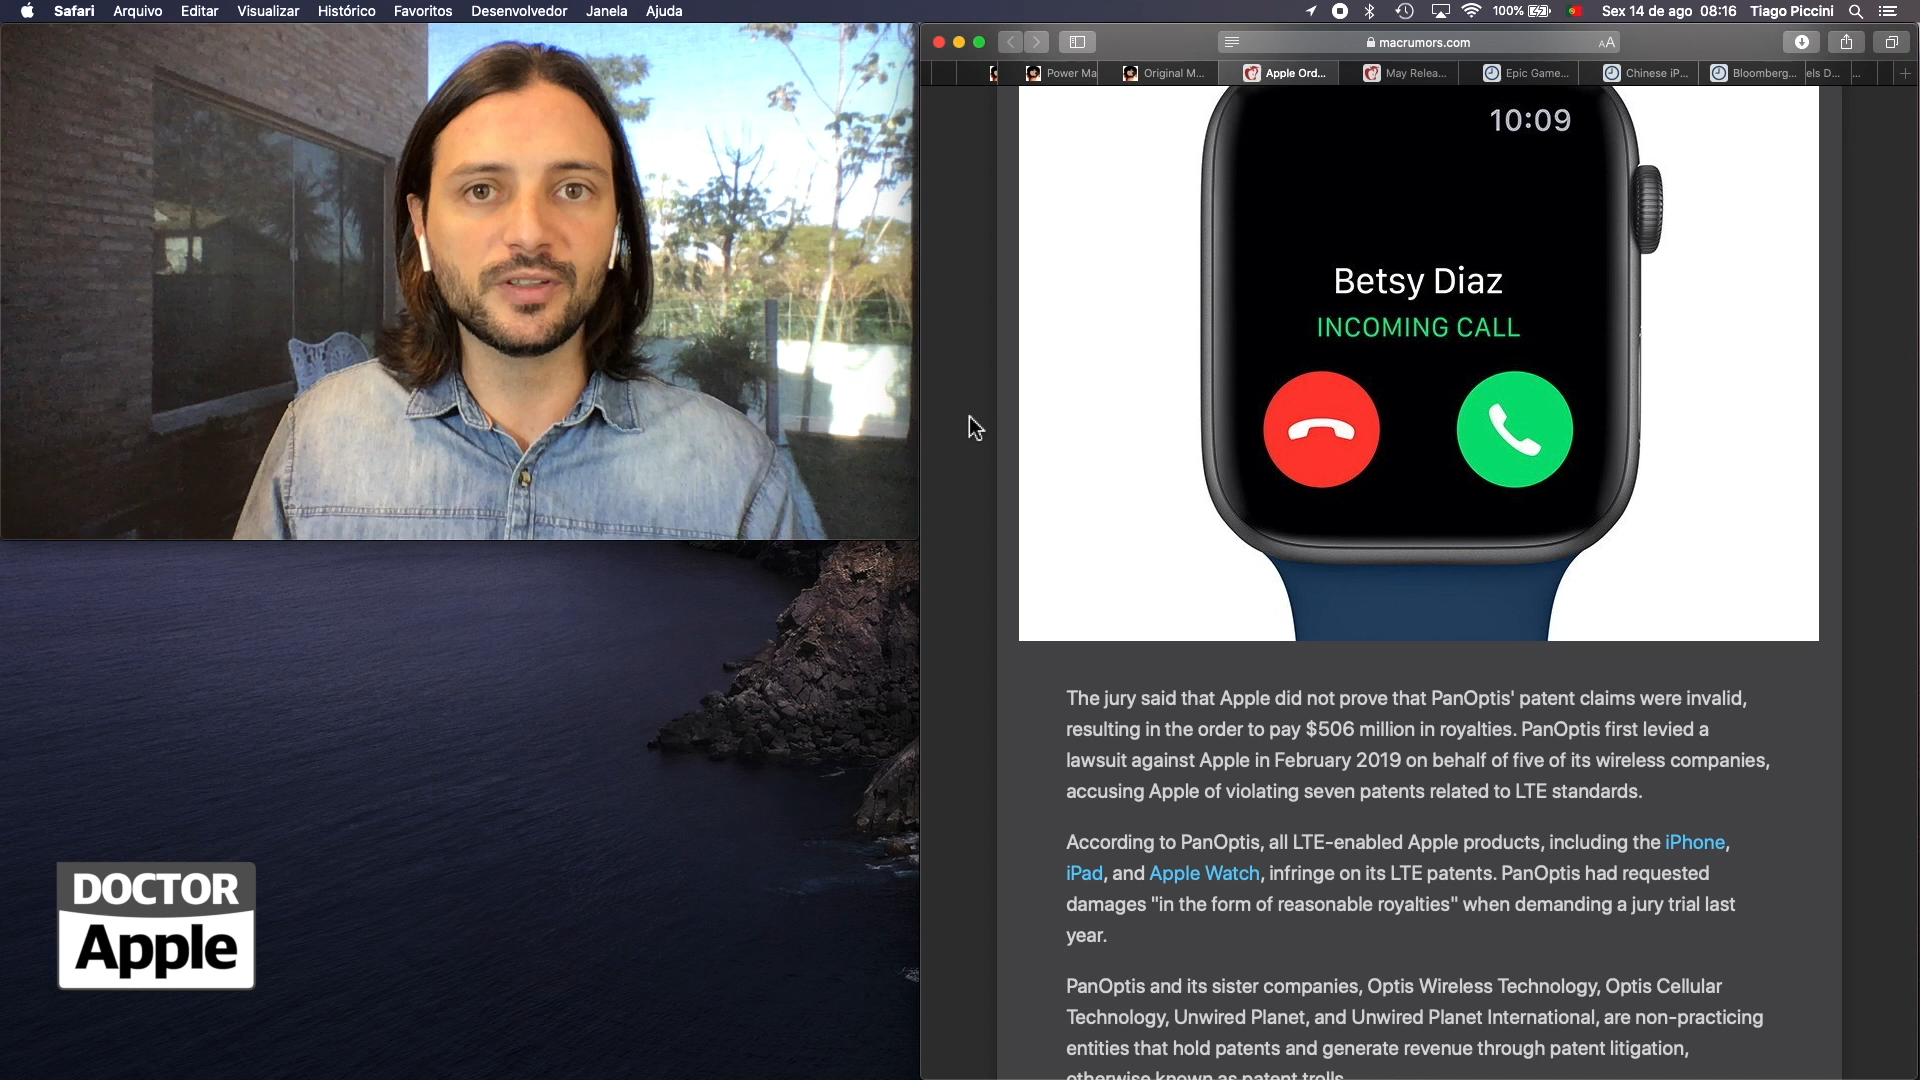 Safari Arquivo Editar Visualizar Histórico Favoritos Desenvolvedor Janela Ajuda
100% Sex 14 de ago 08:16 Tiago Piccini
macrumors.com
AA
Power Ma
Original M...
Apple Ord...
May Relea...
Epic Game...
Chinese iP...
Bloomberg...
els D...
10:09
Betsy Diaz
INCOMING CALL
The jury said that Apple did not prove that PanOptis' patent claims were invalid,
resulting in the order to pay $506 million in royalties. PanOptis first levied a
lawsuit against Apple in February 2019 on behalf of five of its wireless companies,
accusing Apple of violating seven patents related to LTE standards.
According to PanOptis, all LTE-enabled Apple products, including the iPhone,
iPad, and Apple Watch, infringe on its LTE patents. PanOptis had requested
damages "in the form of reasonable royalties" when demanding a jury trial last
year.
PanOptis and its sister companies, Optis Wireless Technology, Optis Cellular
Technology, Unwired Planet, and Unwired Planet International, are non-practicing
entities that hold patents and generate revenue through patent litigation,
otherwise known as patent trolls.
DOCTOR
Apple